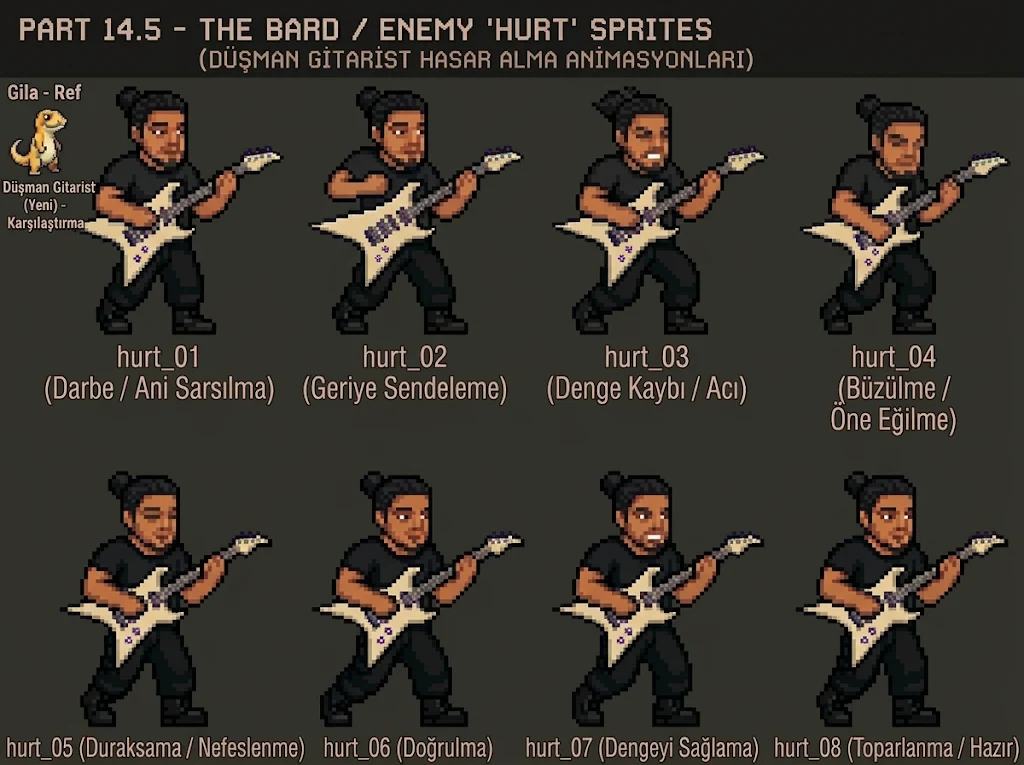 PART 14.5 - THE BARD / ENEMY 'HURT' SPRITES
(DÜŞMAN GİTARİST HASAR ALMA ANİMASYONLARI)
Gila - Ref
Düşman Gitarist
(Yeni) -
Karşılaştırma
hurt_01
(Darbe / Ani Sarsılma)
hurt_02
(Geriye Sendeleme)
hurt_03
(Denge Kaybı / Acı)
hurt_04
(Büzülme /
Öne Eğilme)
hurt_05 (Duraksama / Nefeslenme)
hurt_06 (Doğrulma)
hurt_07 (Dengeyi Sağlama)
hurt_08 (Toparlanma / Hazır)